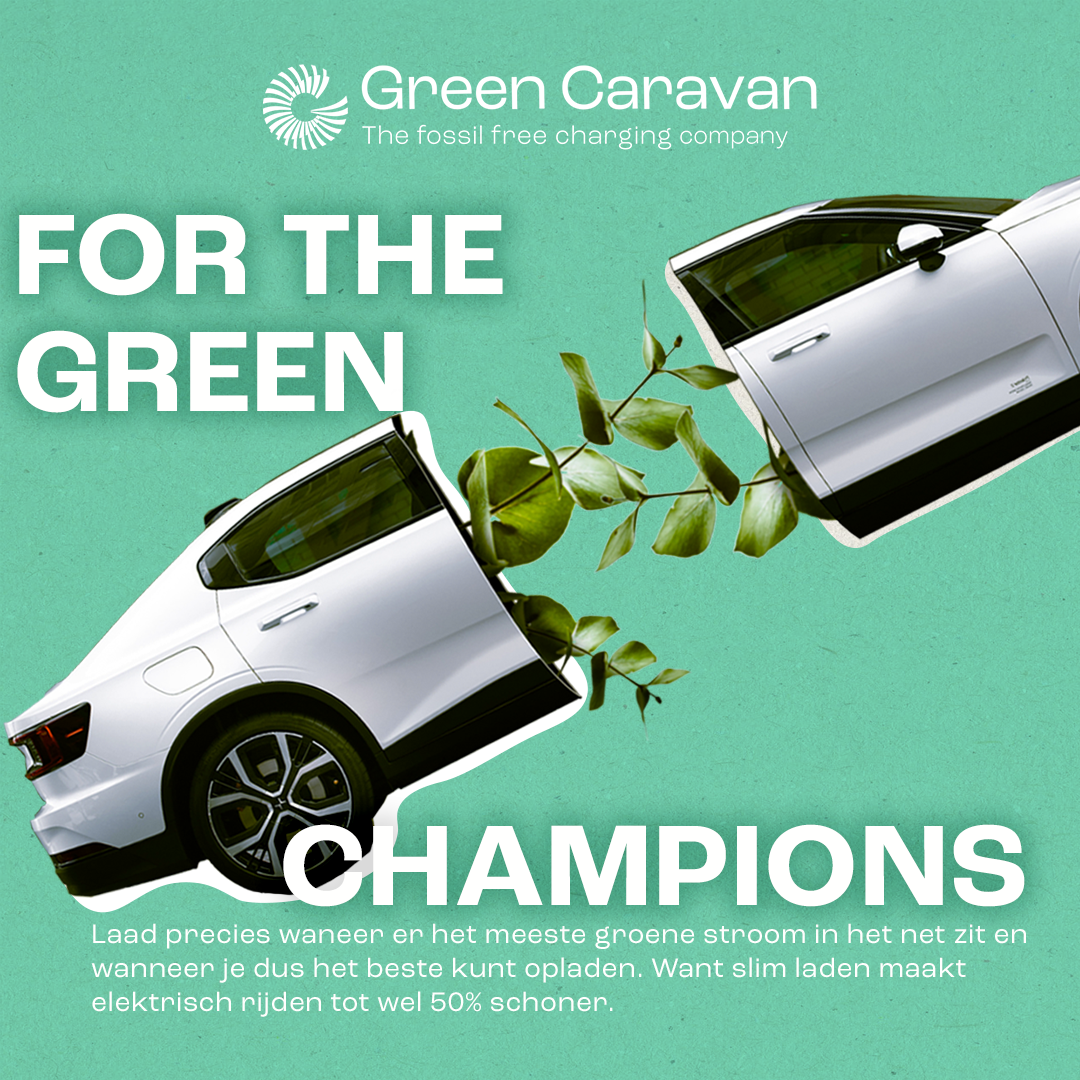 Green Caravan
The fossil free charging company
FOR THE
GREEN
CHAMPIONS
Laad precies waneer er het meeste groene stroom in het net zit en
wanneer je dus het beste kunt opladen. Want slim laden maakt
elektrisch rijden tot wel 50% schoner.